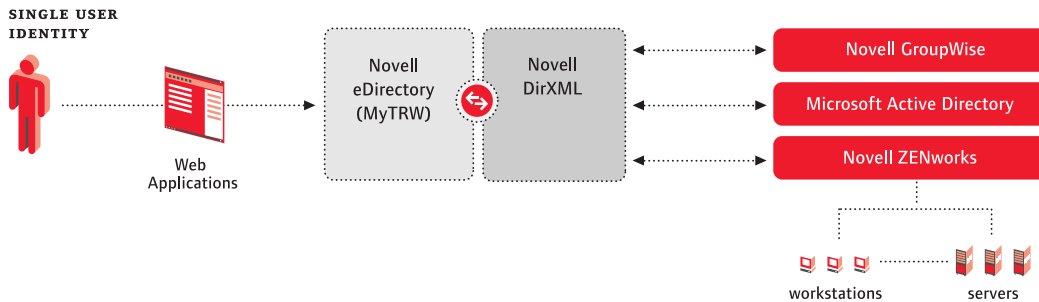 SINGLE USER
IDENTITY
Web
Applications
Novell
eDirectory
(MyTRW)
Novell
DirXML
Novell GroupWise
Microsoft Active Directory
Novell ZENworks
workstations
servers